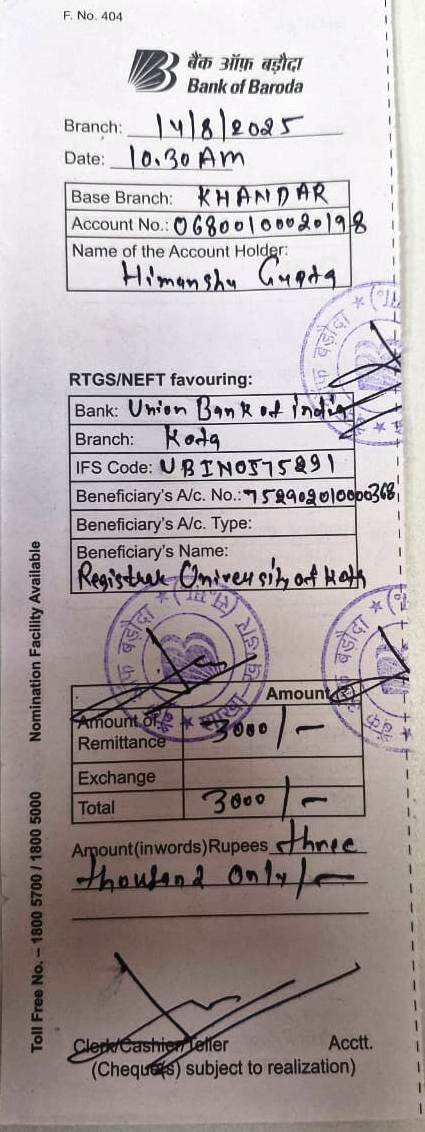 F. No. 404
बैंक ऑफ़ बड़ौदा
Bank of Baroda
Branch: 14/8/2025
Date: 10.30 AM
Base Branch: KHANDAR
Account No.: 06800100020198
Name of the Account Holder:
Himanshu Gupta
RTGS/NEFT favouring:
Bank: Union Bank of india
Branch: Kota
IFS Code: UBIN0575291
Beneficiary's A/c. No.: 752902010000368
Beneficiary's A/c. Type:
Beneficiary's Name:
Registrar University of Kota
Amount
Amount of 3000/-
Remittance
Exchange
Total 3000/-
Amount(inwords)Rupees three
thousand only/-
Clerk/Cashier/Teller Acctt.
(Cheque(s) subject to realization)
Toll Free No. – 1800 5700 / 1800 5000 Nomination Facility Available